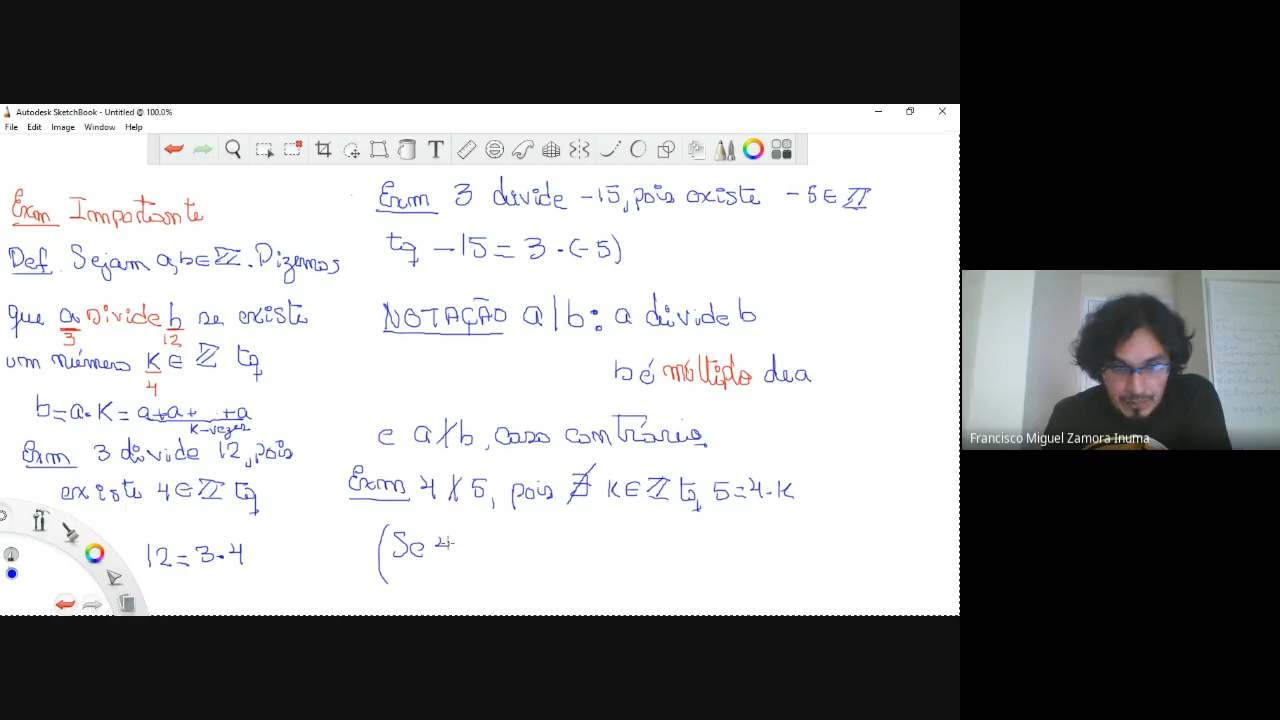 Autodesk SketchBook - Untitled @ 100.0%
File Edit Image Window Help
Exm Importante
Def. Sejam a,b∈ℤ. Dizemos
que a divide b se existe
3 12
um número K∈ℤ tq
4
b=a·K=a+a+...+a
K-vezes
Exm 3 divide 12, pois
existe 4∈ℤ tq
12=3·4
Exm 3 divide -15, pois existe -5∈ℤ
tq -15=3·(-5)
NOTAÇÃO a|b: a divide b
b é múltiplo de a
e a∤b, caso contrário.
Exm 4∤5, pois ∄ K∈ℤ tq 5=4·K
(Se 4
Francisco Miguel Zamora Inuma